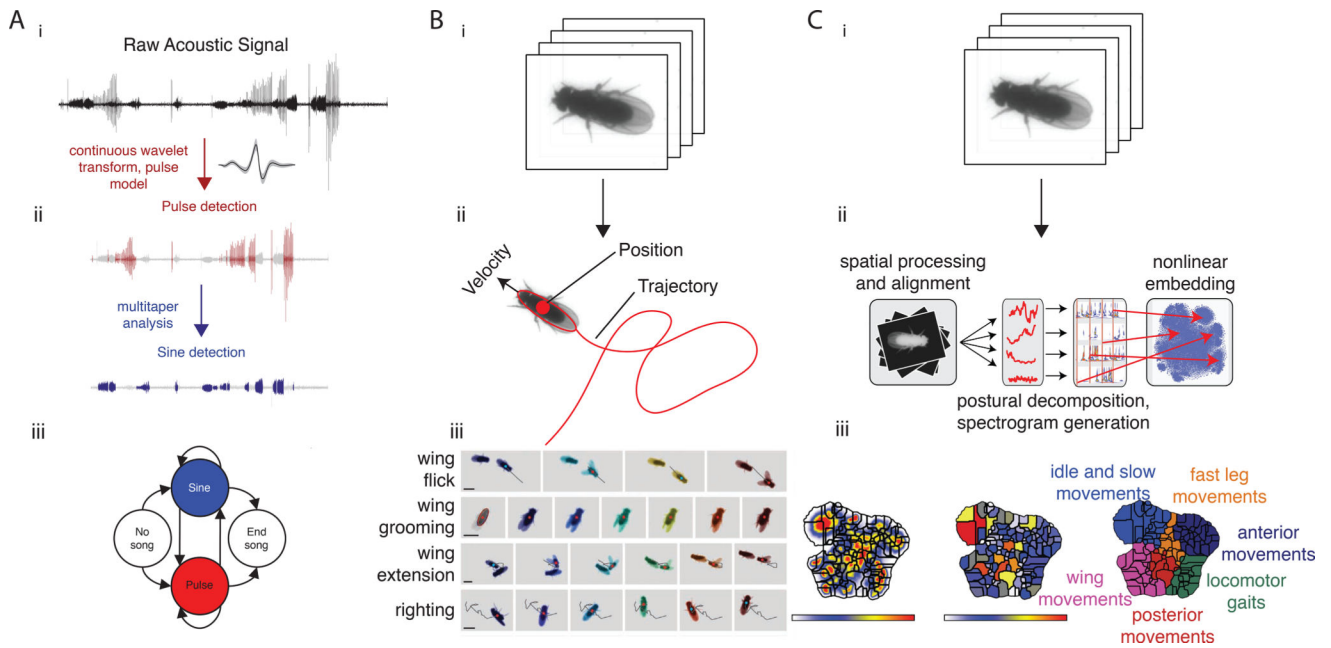 A
i
Raw Acoustic Signal
continuous wavelet
transform, pulse
model
Pulse detection
ii
multitaper
analysis
Sine detection
iii
Sine
No
song
End
song
Pulse
B
i
ii
Velocity
Position
Trajectory
iii
wing
flick
wing
grooming
wing
extension
righting
C
i
ii
spatial processing
and alignment
nonlinear
embedding
postural decomposition,
spectrogram generation
iii
idle and slow
movements
fast leg
movements
anterior
movements
wing
movements
locomotor
gaits
posterior
movements